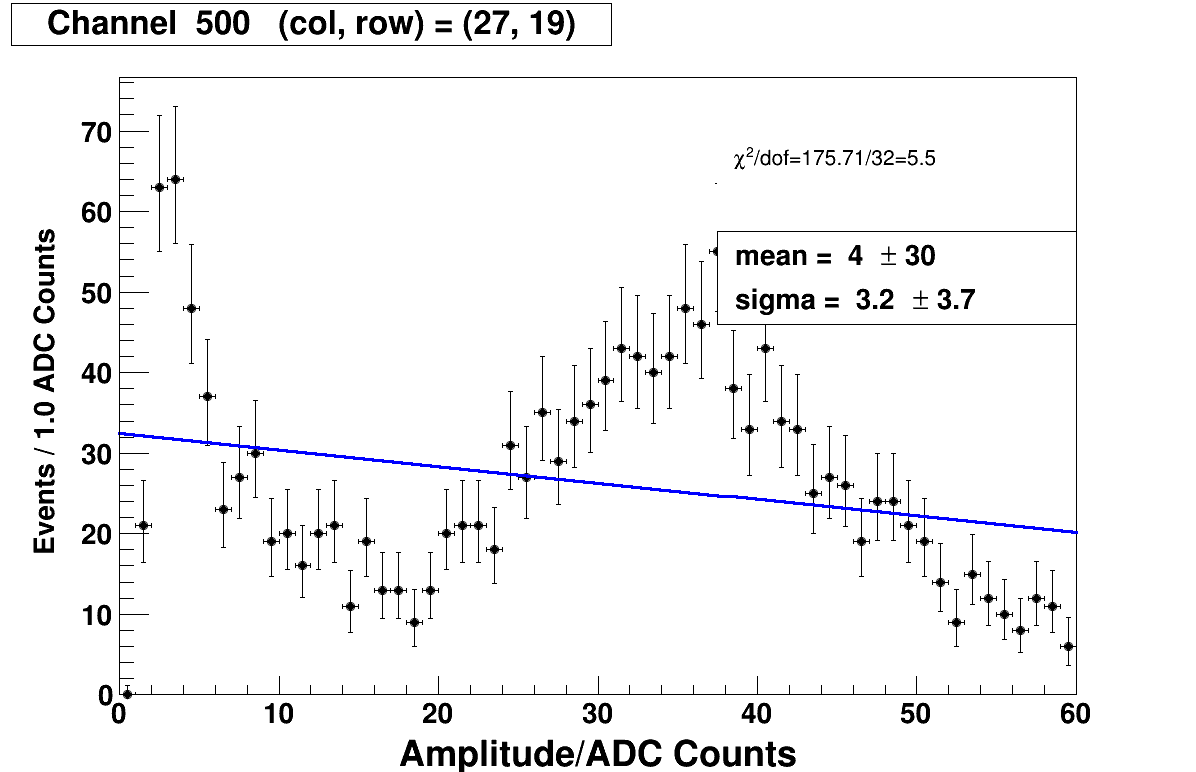 Channel 500 (col, row) = (27, 19)
χ²/dof=175.71/32=5.5
mean = 4 ± 30
sigma = 3.2 ± 3.7
Events / 1.0 ADC Counts
70
60
50
40
30
20
10
0
0 10 20 30 40 50 60
Amplitude/ADC Counts